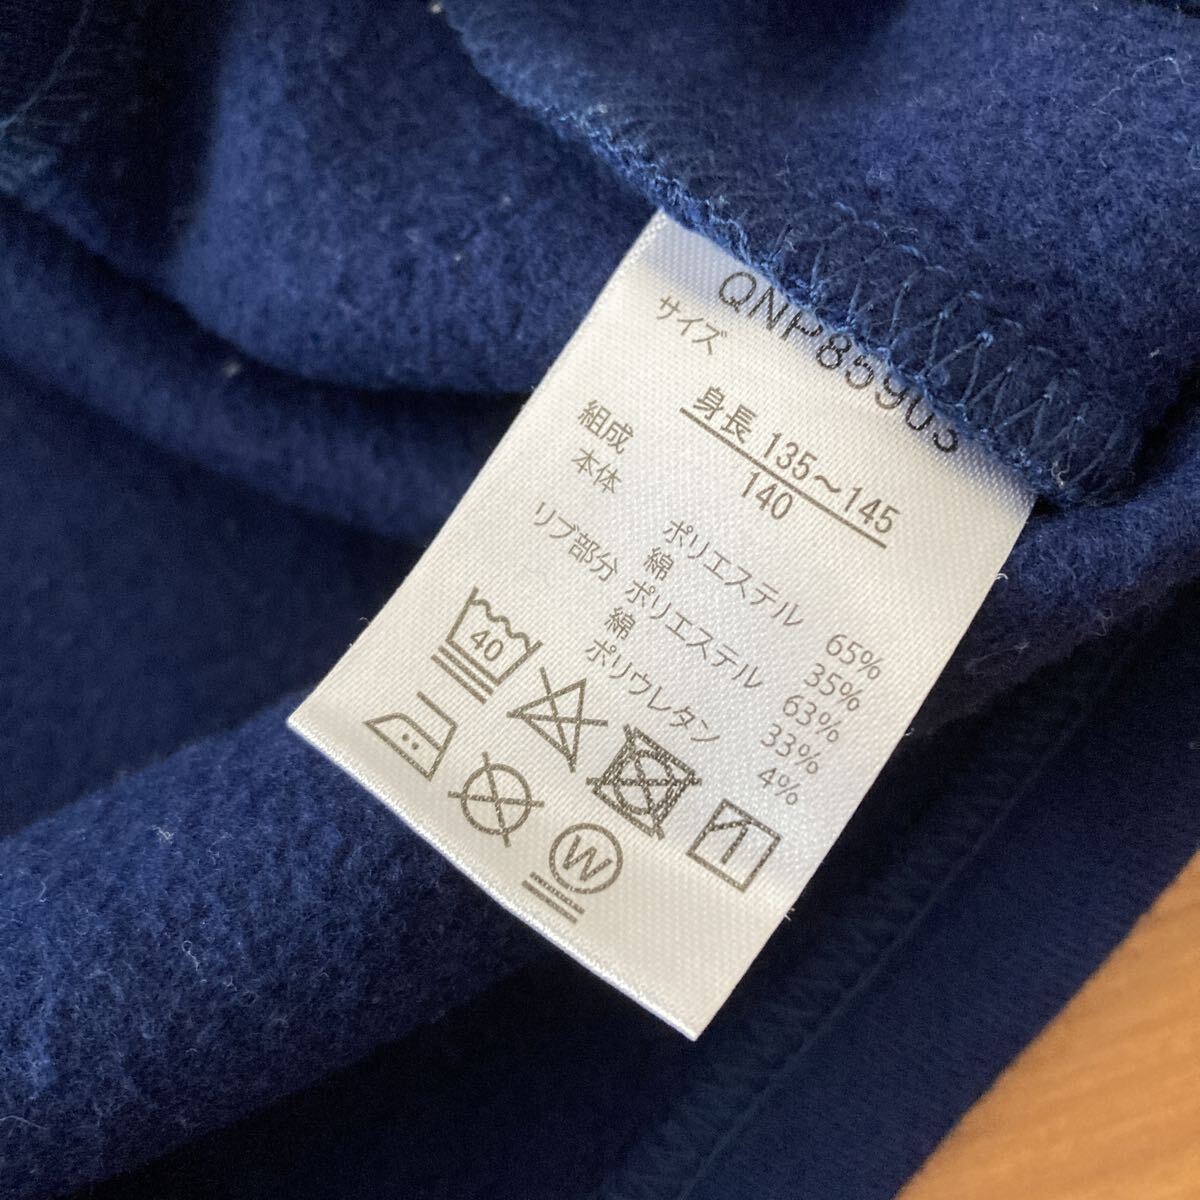 QNP85903
サイズ
身長 135～145
140
組成
本体 ポリエステル 65%
綿 35%
リブ部分 ポリエステル 63%
綿 33%
ポリウレタン 4%
40
W